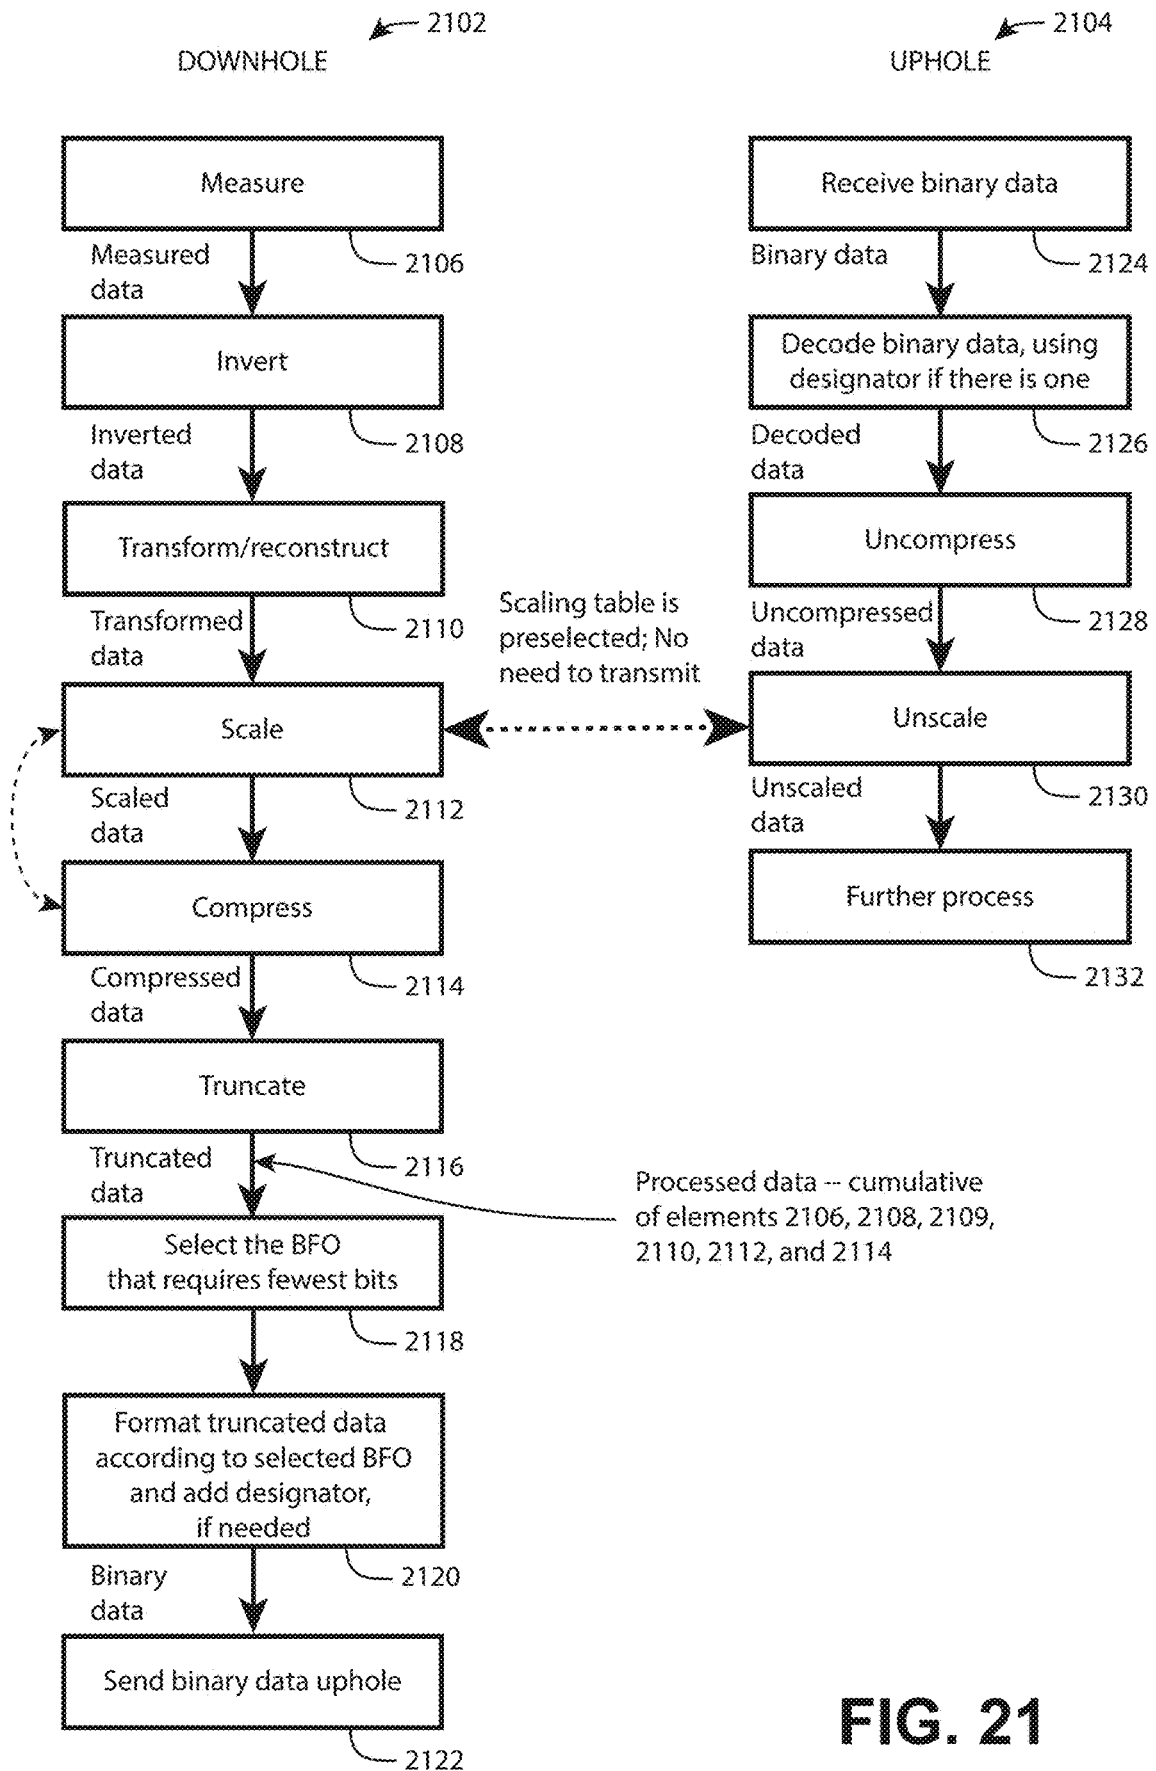 2102
DOWNHOLE
Measure
Measured
data
2106
Invert
Inverted
data
2108
Transform/reconstruct
Transformed
data
2110
Scale
Scaled
data
2112
Compress
Compressed
data
2114
Truncate
Truncated
data
2116
Select the BFO
that requires fewest bits
2118
Format truncated data
according to selected BFO
and add designator,
if needed
Binary
data
2120
Send binary data uphole
2122
Scaling table is
preselected; No
need to transmit
Processed data -- cumulative
of elements 2106, 2108, 2109,
2110, 2112, and 2114
2104
UPHOLE
Receive binary data
Binary data
2124
Decode binary data, using
designator if there is one
Decoded
data
2126
Uncompress
Uncompressed
data
2128
Unscale
Unscaled
data
2130
Further process
2132
FIG. 21